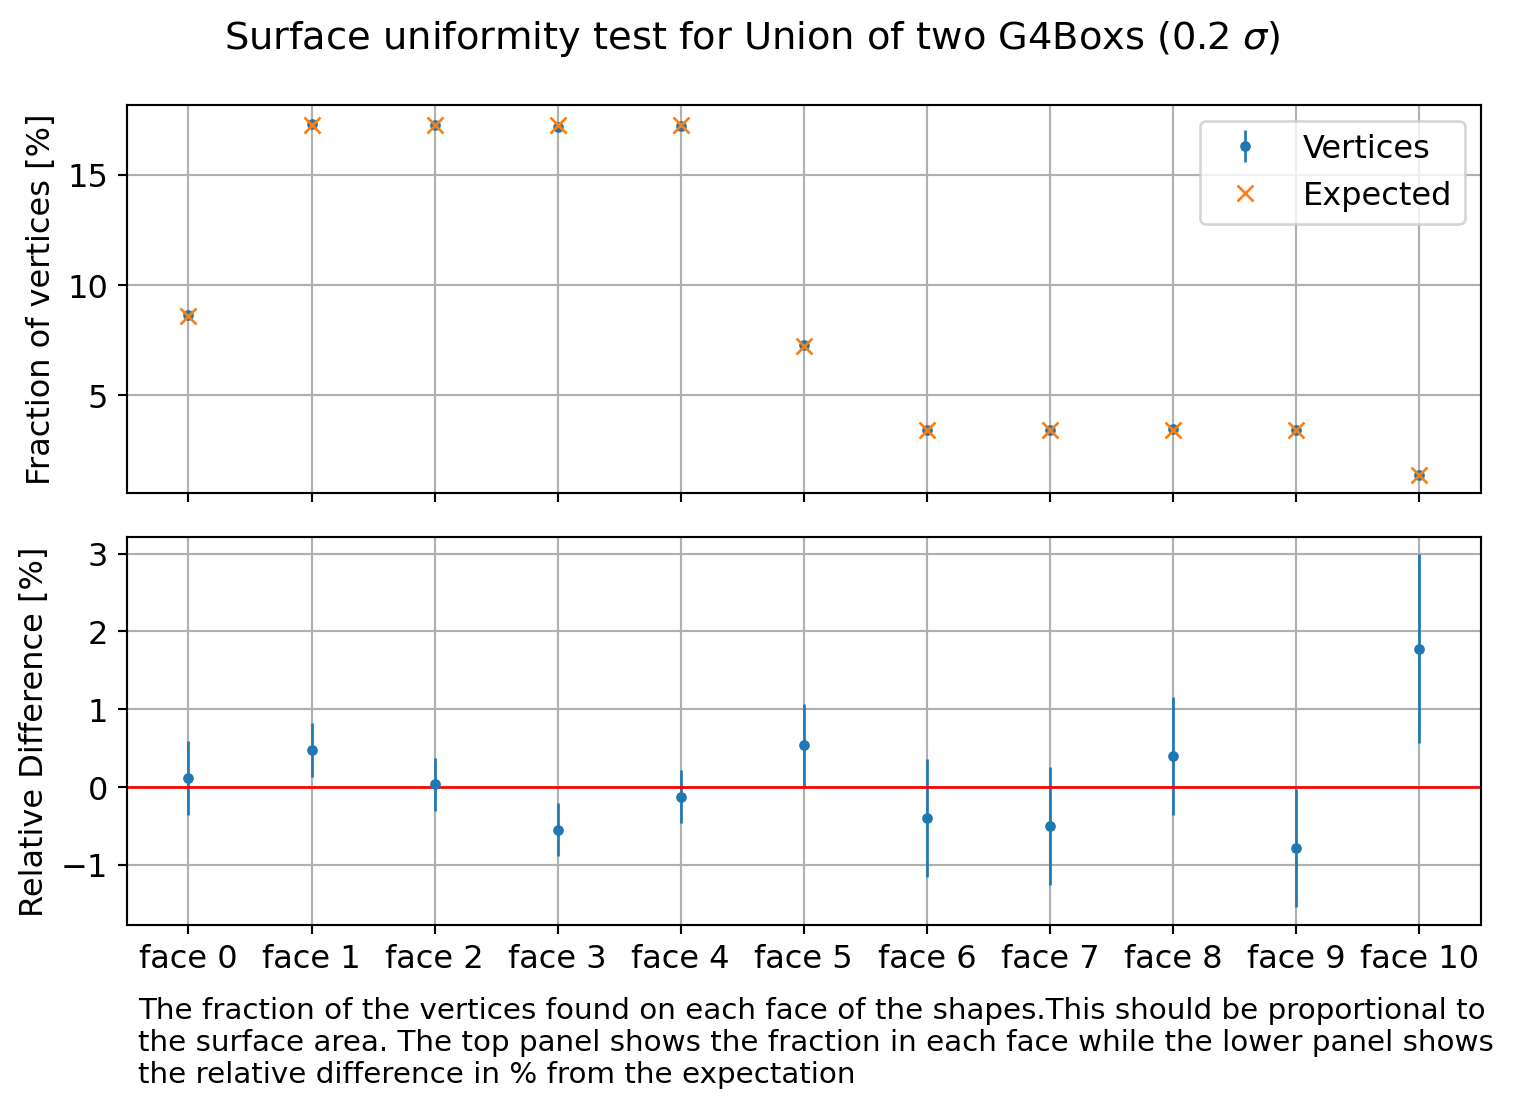 Surface uniformity test for Union of two G4Boxs (0.2 σ)
Fraction of vertices [%]
15
10
5
Vertices
Expected
Relative Difference [%]
3
2
1
0
−1
face 0 face 1 face 2 face 3 face 4 face 5 face 6 face 7 face 8 face 9 face 10
The fraction of the vertices found on each face of the shapes.This should be proportional to
the surface area. The top panel shows the fraction in each face while the lower panel shows
the relative difference in % from the expectation